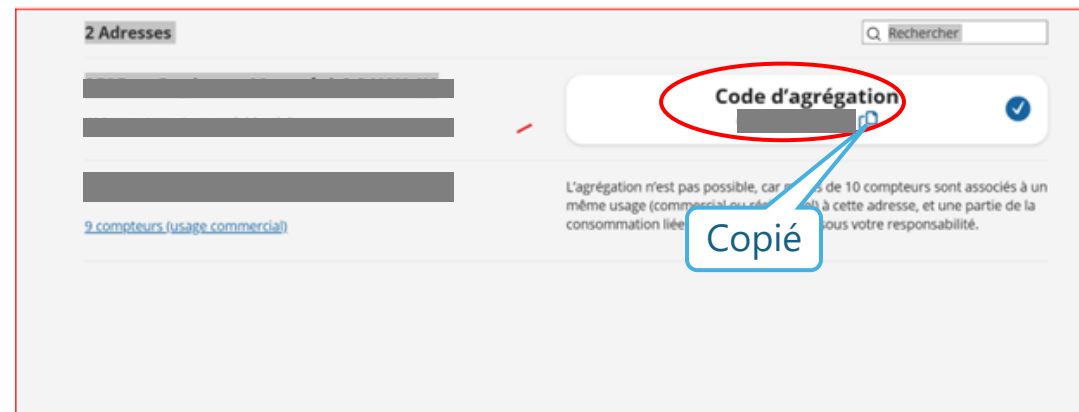 2 Adresses
Rechercher
Code d'agrégation
L'agrégation n'est pas possible, car de 10 compteurs sont associés à un
même usage (commercial ou à cette adresse, et une partie de la
consommation liée sous votre responsabilité.
9 compteurs (usage commercial)
Copié